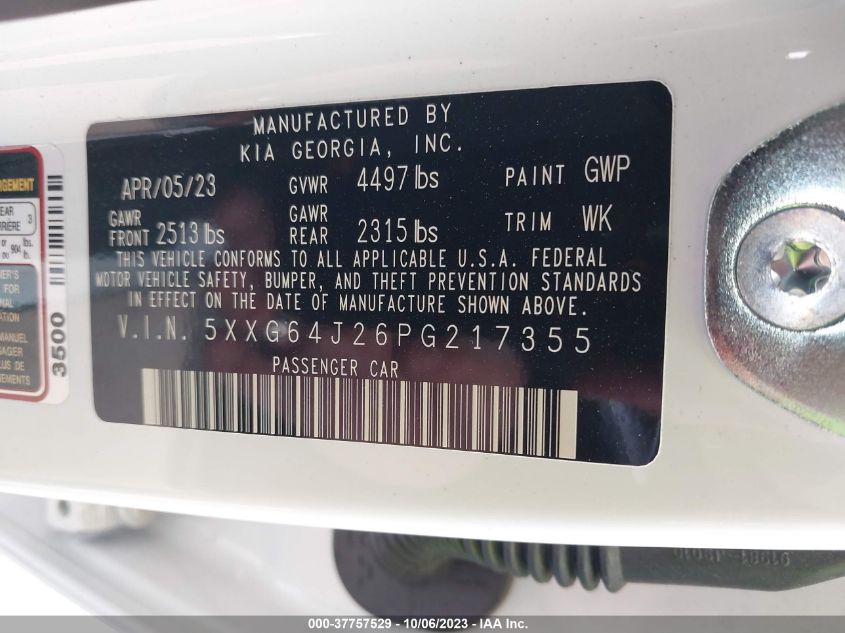 MANUFACTURED BY
KIA GEORGIA, INC.
APR/05/23 GVWR 4497 lbs PAINT GWP
GAWR FRONT 2513 lbs GAWR REAR 2315 lbs TRIM WK
THIS VEHICLE CONFORMS TO ALL APPLICABLE U.S.A. FEDERAL
MOTOR VEHICLE SAFETY, BUMPER, AND THEFT PREVENTION STANDARDS
IN EFFECT ON THE DATE OF MANUFACTURE SHOWN ABOVE.
V.I.N. 5XXG64J26PG217355
PASSENGER CAR
3
3500
000-37757529 - 10/06/2023 - IAA Inc.